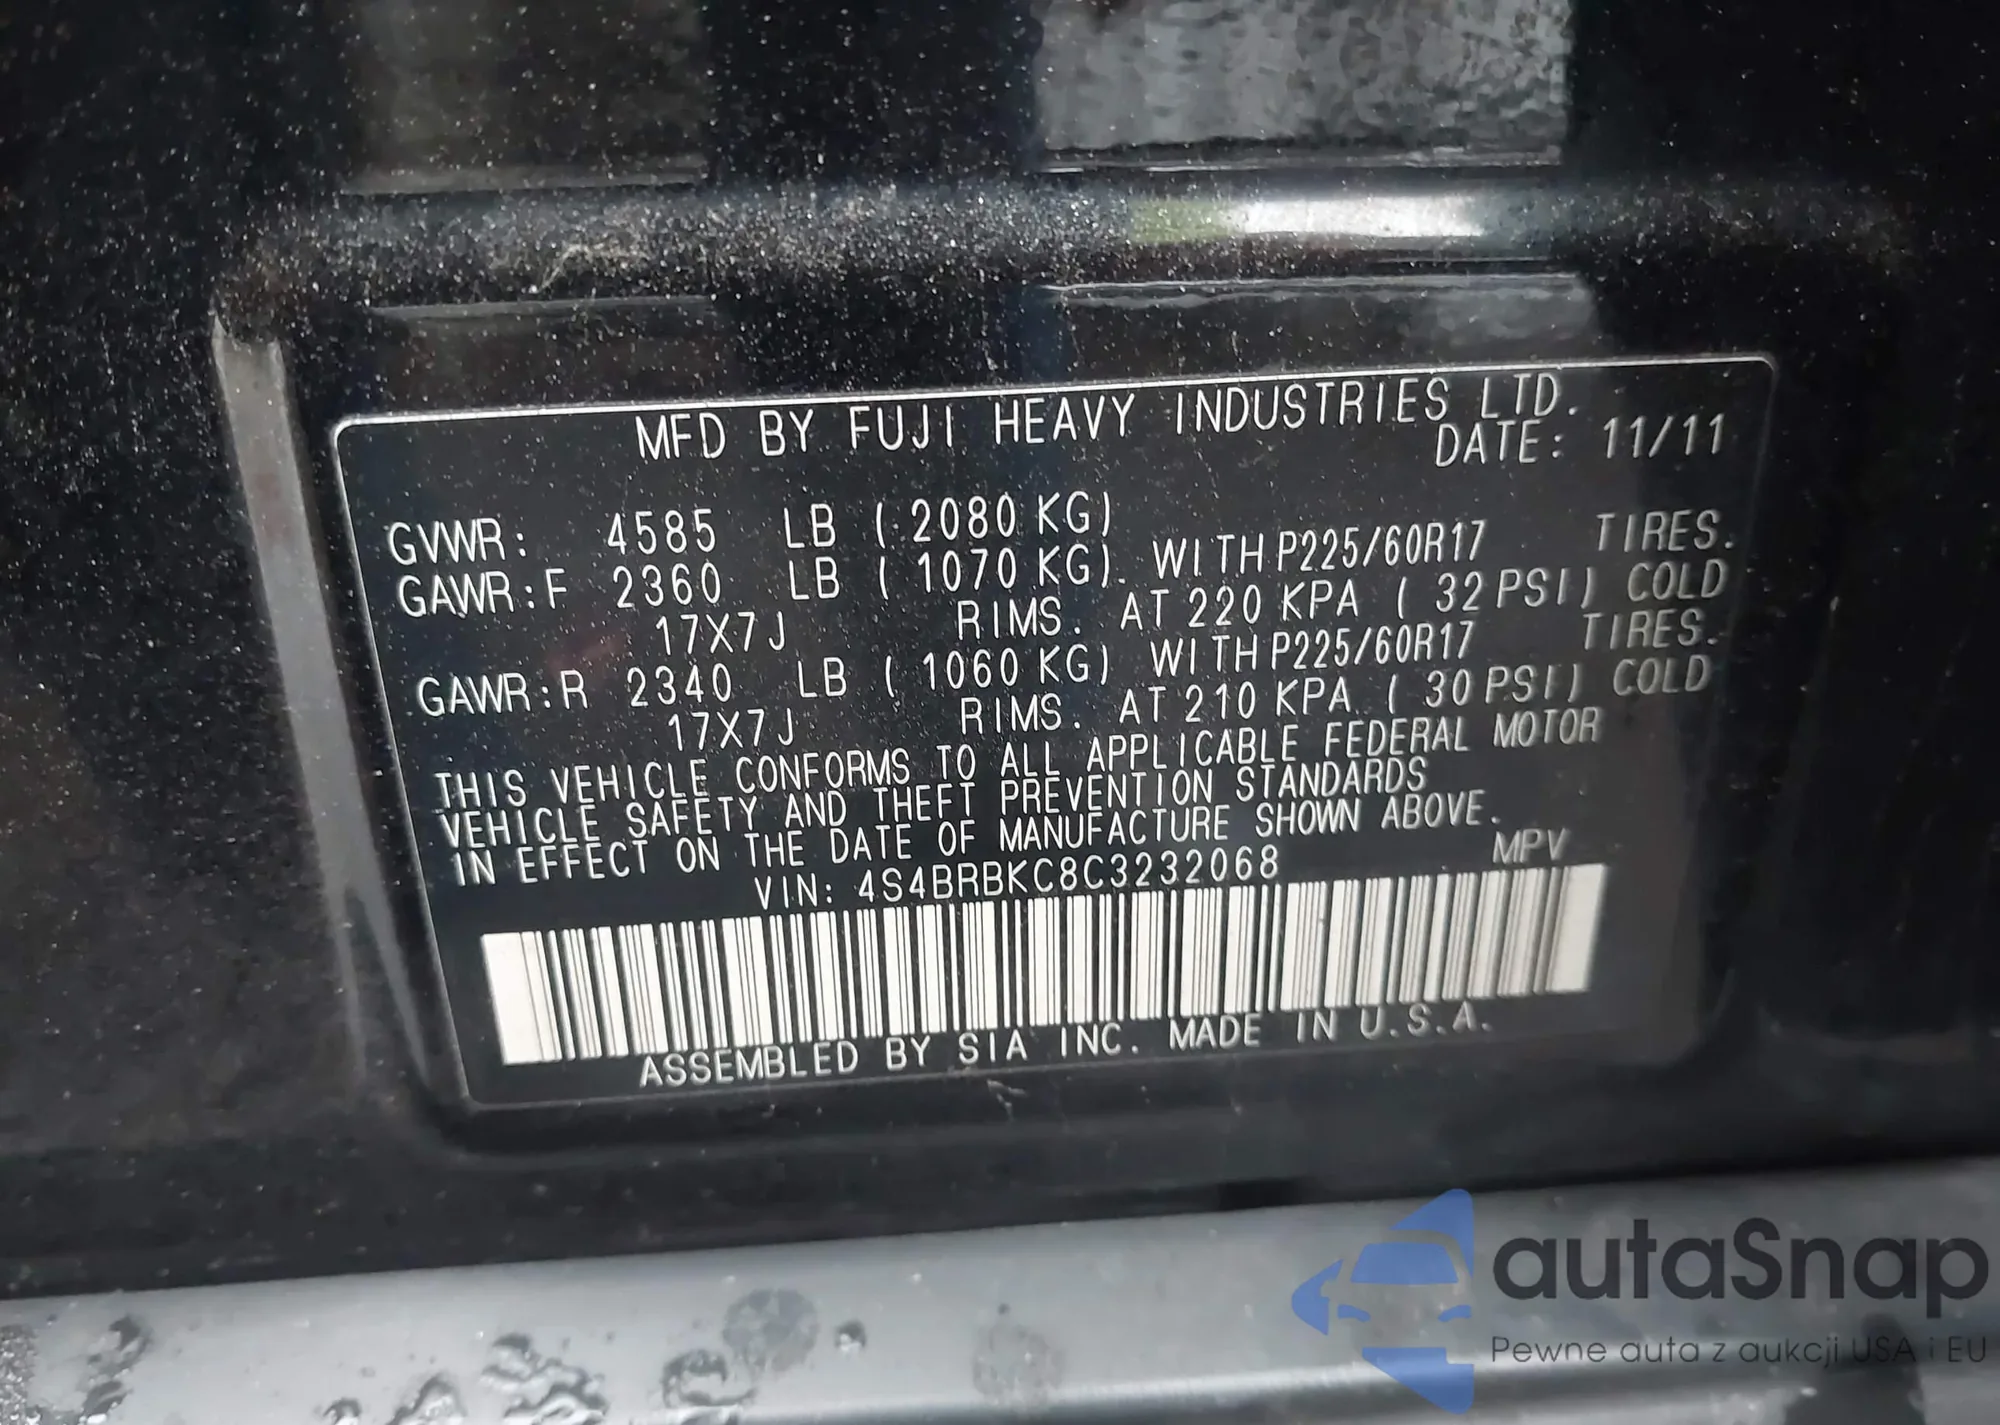 MFD BY FUJI HEAVY INDUSTRIES LTD.
DATE: 11/11
GVWR: 4585 LB (2080 KG)
GAWR:F 2360 LB ( 1070 KG). WITH P225/60R17 TIRES.
17X7J RIMS. AT 220 KPA ( 32 PSI) COLD
GAWR:R 2340 LB ( 1060 KG) WITH P225/60R17 TIRES.
17X7J RIMS. AT 210 KPA. ( 30 PSI) COLD
THIS VEHICLE CONFORMS TO ALL APPLICABLE FEDERAL MOTOR
VEHICLE SAFETY AND THEFT PREVENTION STANDARDS
IN EFFECT ON THE DATE OF MANUFACTURE SHOWN ABOVE.
VIN: 4S4BRBKC8C3232068 MPV
ASSEMBLED BY SIA INC. MADE IN U.S.A.
autaSnap
Pewne auta z aukcji USA i EU